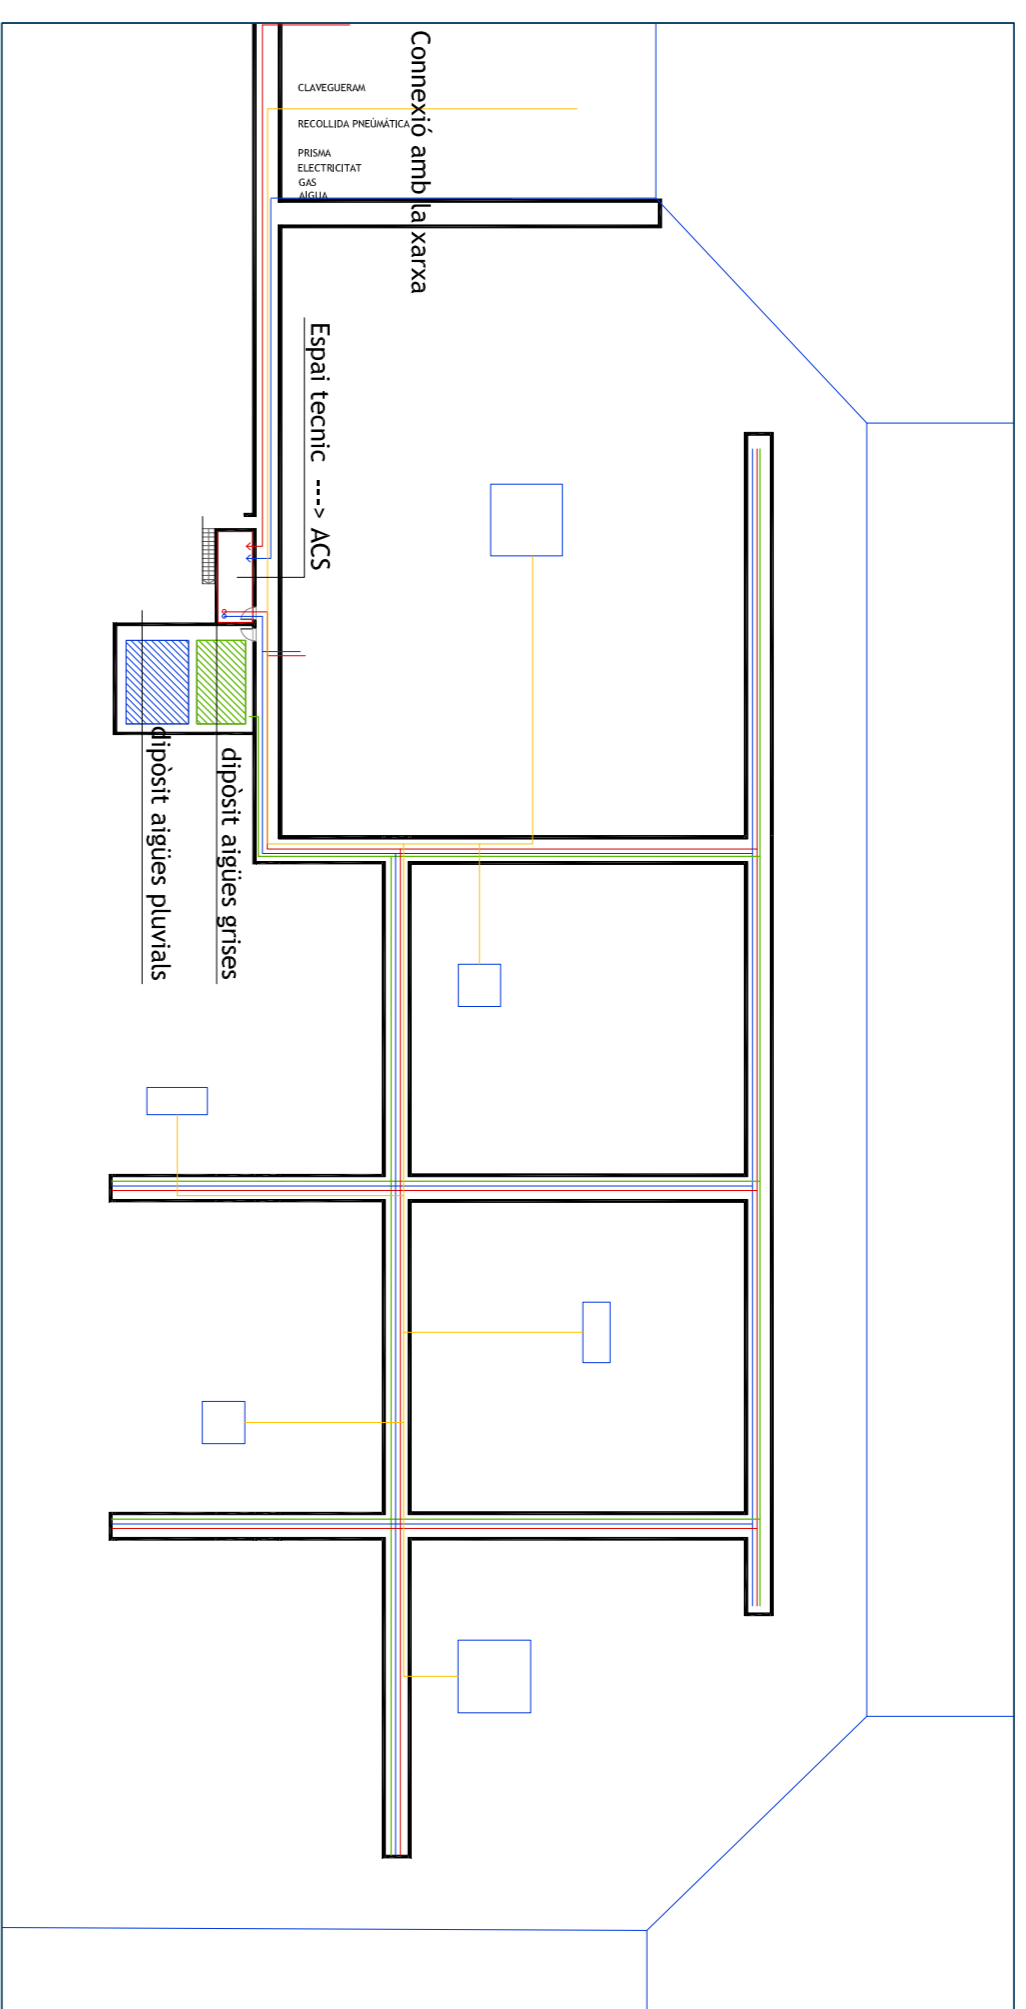 CLAVEGUERAM
RECOLLIDA PNEÚMÀTICA
PRISMA
ELECTRICITAT
GAS
AIGUA
Connexió amb la xarxa
Espai tecnic ---> ACS
dipòsit aigües grises
dipòsit aigües pluvials